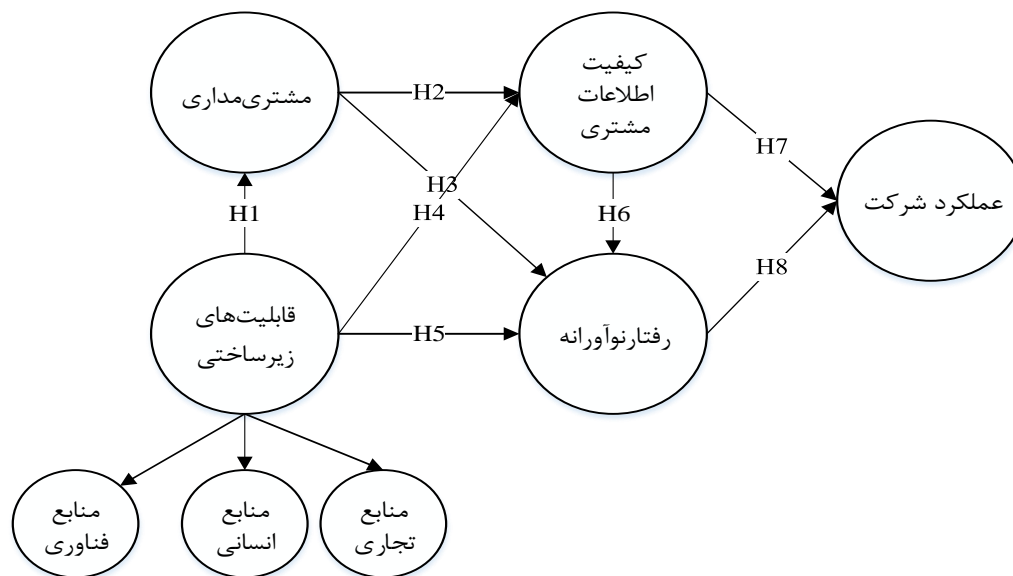 مشتری‌مداری
H2
کیفیت
اطلاعات
مشتری
H7
H3
عملکرد شرکت
H1
H4
H6
H8
قابلیت‌های
زیرساختی
H5
رفتارنوآورانه
منابع
فناوری
منابع
انسانی
منابع
تجاری